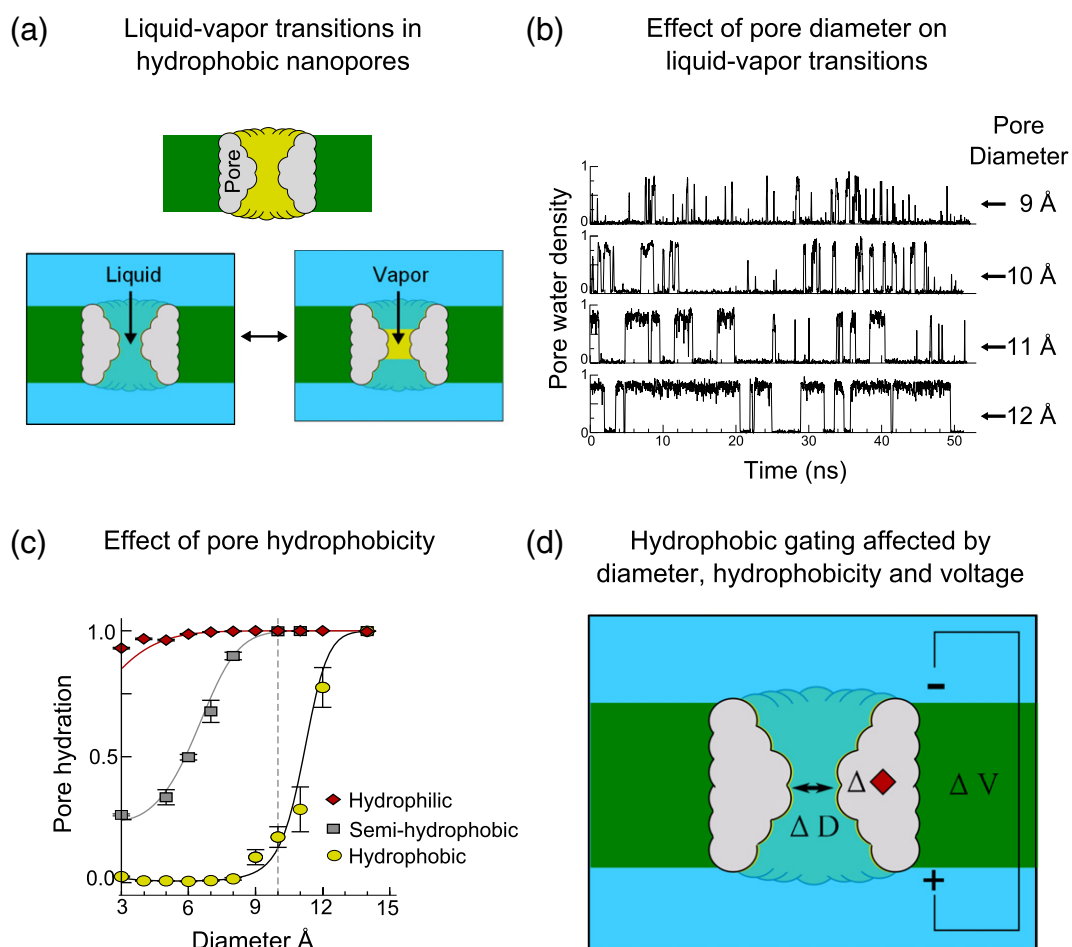 (a)
Liquid-vapor transitions in
hydrophobic nanopores
Pore
Liquid
Vapor
(b)
Effect of pore diameter on
liquid-vapor transitions
Pore
Diameter
Pore water density
1
0
9 Å
1
0
10 Å
1
0
11 Å
1
0
12 Å
0 10 20 30 40 50
Time (ns)
(c)
Effect of pore hydrophobicity
Pore hydration
1.0
0.5
0.0
Hydrophilic
Semi-hydrophobic
Hydrophobic
3 6 9 12 15
Diameter Å
(d)
Hydrophobic gating affected by
diameter, hydrophobicity and voltage
-
Δ
Δ V
Δ D
+